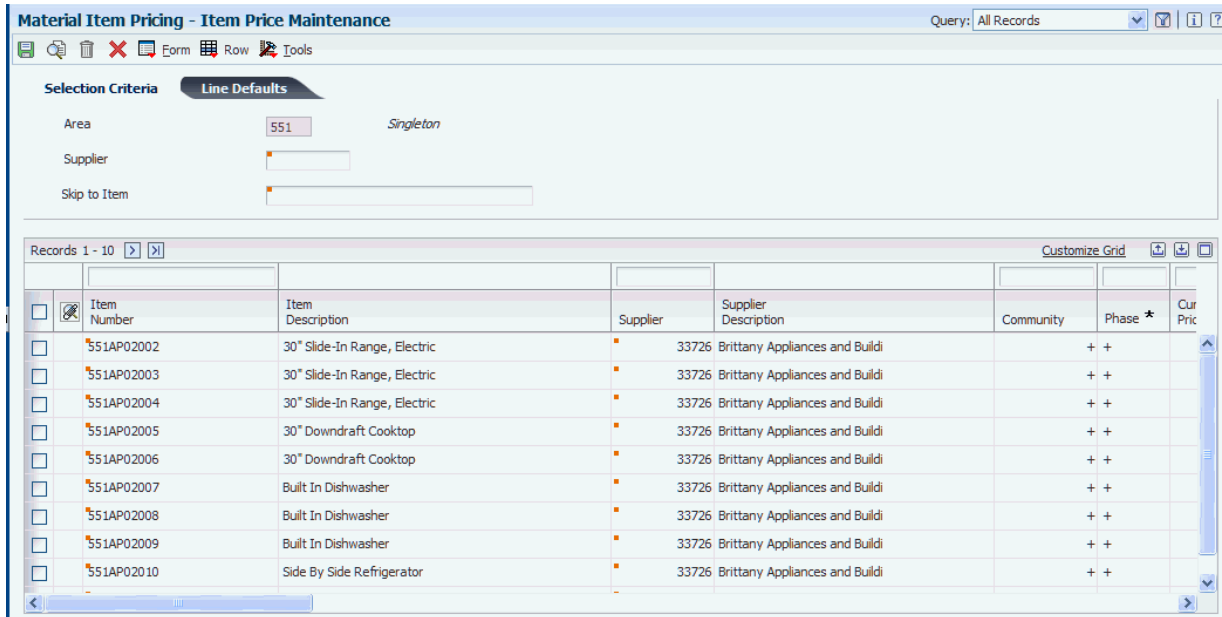 Material Item Pricing - Item Price Maintenance
Query: All Records
Form Row Tools
Selection Criteria Line Defaults
Area 551 Singleton
Supplier
Skip to Item
Records 1 - 10 Customize Grid
Item Number Item Description Supplier Supplier Description Community Phase * Cur Pric
551AP02002 30" Slide-In Range, Electric 33726 Brittany Appliances and Buildi + +
551AP02003 30" Slide-In Range, Electric 33726 Brittany Appliances and Buildi + +
551AP02004 30" Slide-In Range, Electric 33726 Brittany Appliances and Buildi + +
551AP02005 30" Downdraft Cooktop 33726 Brittany Appliances and Buildi + +
551AP02006 30" Downdraft Cooktop 33726 Brittany Appliances and Buildi + +
551AP02007 Built In Dishwasher 33726 Brittany Appliances and Buildi + +
551AP02008 Built In Dishwasher 33726 Brittany Appliances and Buildi + +
551AP02009 Built In Dishwasher 33726 Brittany Appliances and Buildi + +
551AP02010 Side By Side Refrigerator 33726 Brittany Appliances and Buildi + +